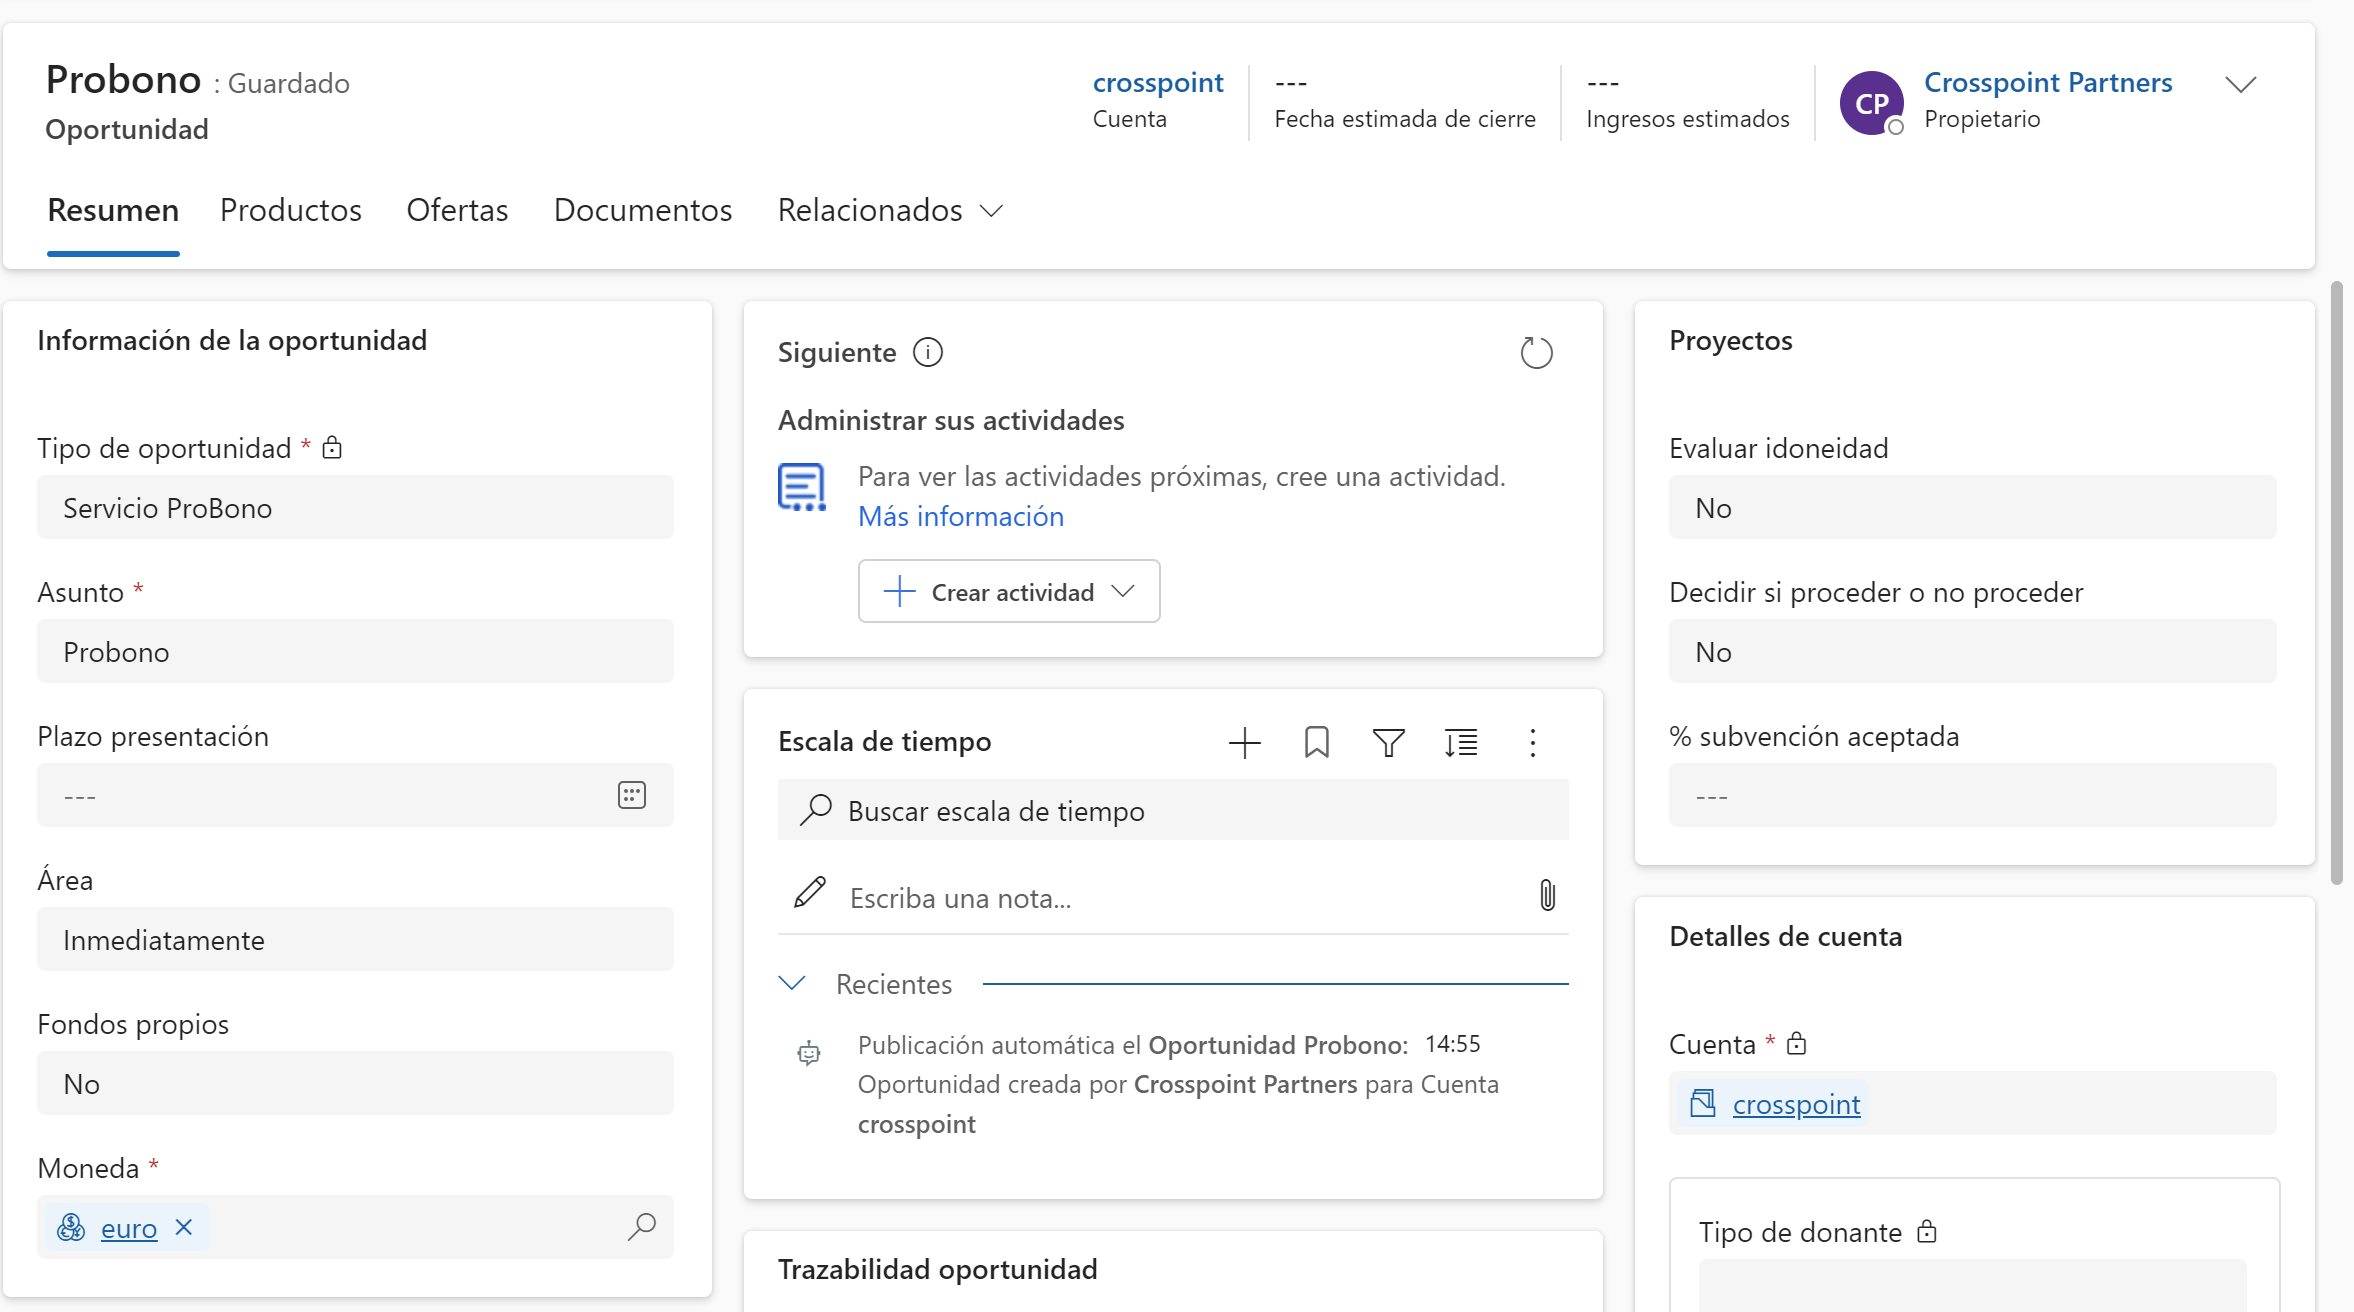 Probono : Guardado
Oportunidad
crosspoint
Cuenta
---
Fecha estimada de cierre
---
Ingresos estimados
CP
Crosspoint Partners
Propietario
Resumen
Productos
Ofertas
Documentos
Relacionados
Información de la oportunidad
Tipo de oportunidad *
Servicio ProBono
Asunto *
Probono
Plazo presentación
---
Área
Inmediatamente
Fondos propios
No
Moneda *
euro
Siguiente
Administrar sus actividades
Para ver las actividades próximas, cree una actividad.
Más información
Crear actividad
Escala de tiempo
Buscar escala de tiempo
Escriba una nota...
Recientes
Publicación automática el Oportunidad Probono: 14:55
Oportunidad creada por Crosspoint Partners para Cuenta
crosspoint
Trazabilidad oportunidad
Proyectos
Evaluar idoneidad
No
Decidir si proceder o no proceder
No
% subvención aceptada
---
Detalles de cuenta
Cuenta *
crosspoint
Tipo de donante